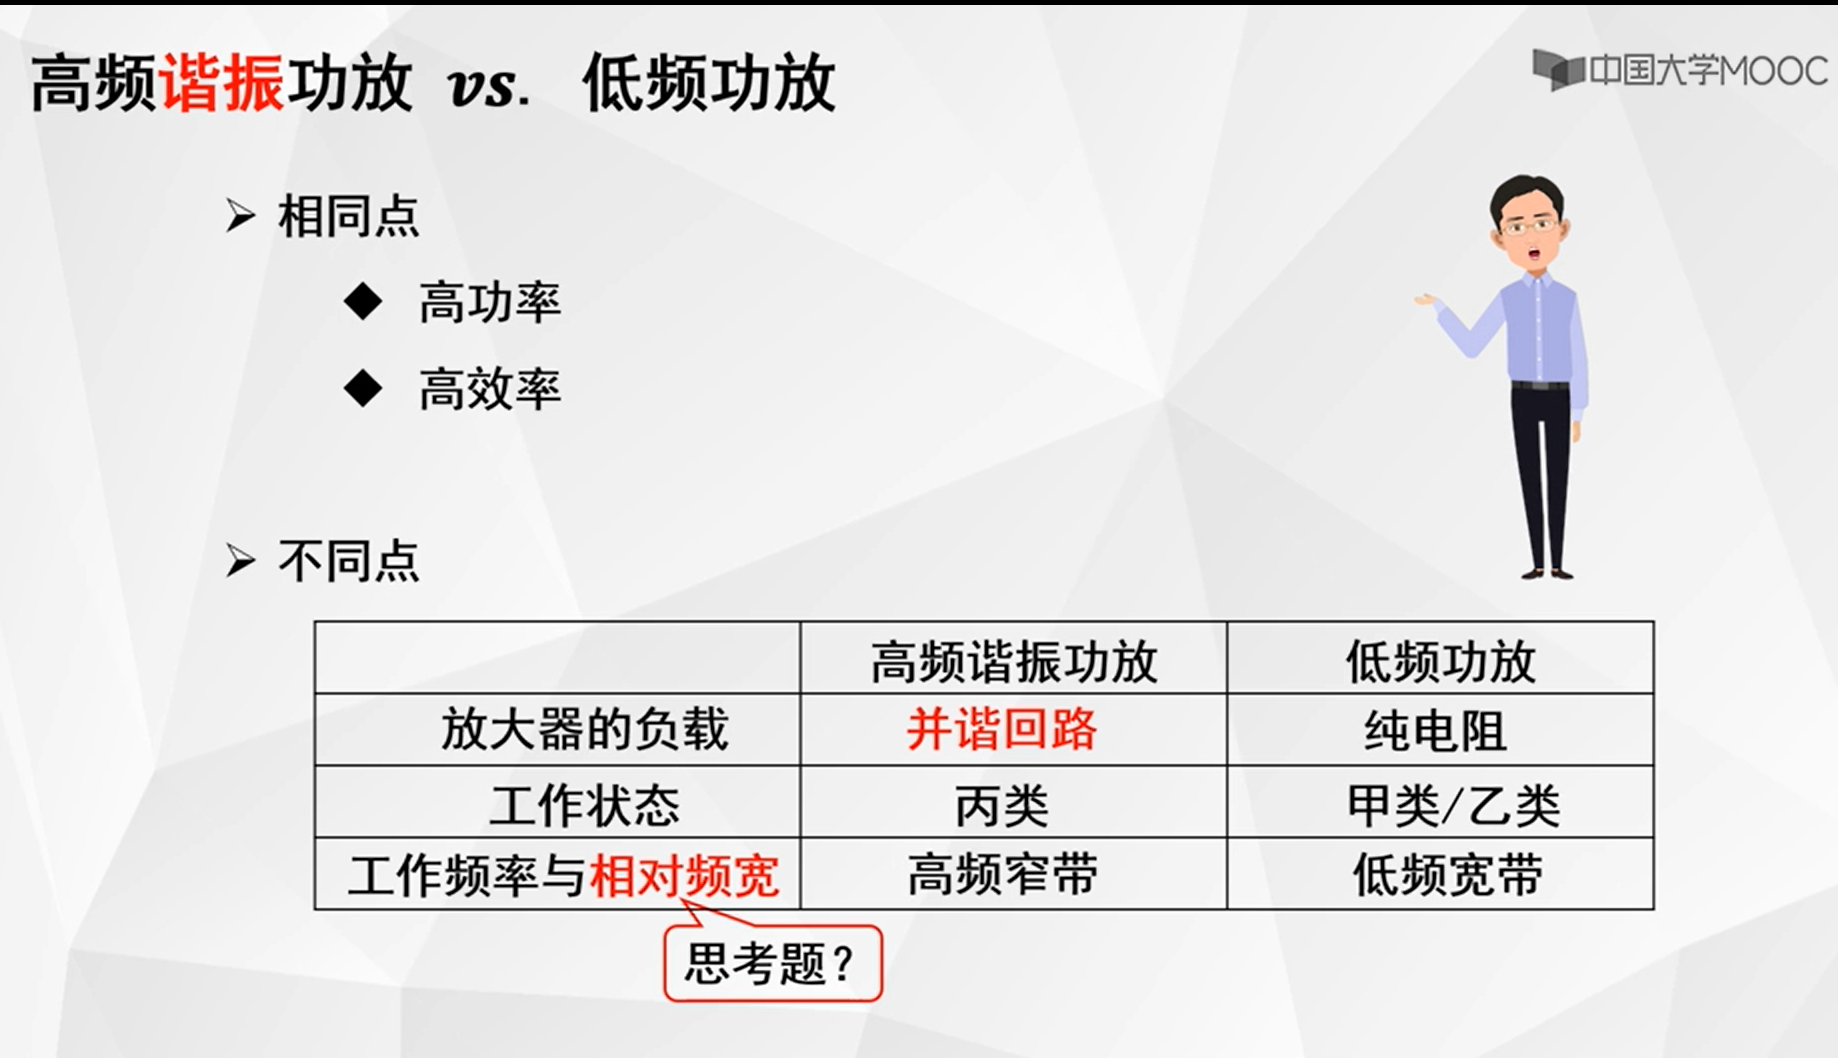 高频谐振功放 vs. 低频功放
中国大学MOOC
相同点
高功率
高效率
不同点
高频谐振功放 低频功放
放大器的负载 并谐回路 纯电阻
工作状态 丙类 甲类/乙类
工作频率与相对频宽 高频窄带 低频宽带
思考题？